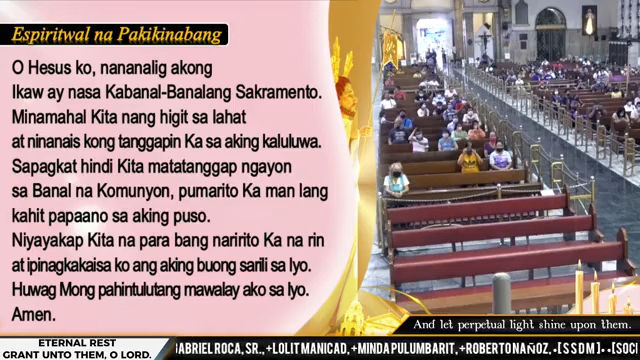 Espiritwal na Pakikinabang
O Hesus ko, nananalig akong
Ikaw ay nasa Kabanal-Banalang Sakramento.
Minamahal Kita nang higit sa lahat
at ninanais kong tanggapin Ka sa aking kaluluwa.
Sapagkat hindi Kita matatanggap ngayon
sa Banal na Komunyon, pumarito Ka man lang
kahit papaano sa aking puso.
Niyayakap Kita na para bang naririto Ka na rin
at ipinagkakaisa ko ang aking buong sarili sa Iyo.
Huwag Mong pahintulutang mawalay ako sa Iyo.
Amen.
And let perpetual light shine upon them.
ETERNAL REST
GRANT UNTO THEM, O LORD.
ABRIEL ROCA, SR., +LOLIT MANICAD, +MINDA PULUMBARIT, +ROBERTO NAÑOZ, - [ S S D M ] - +[SOCI